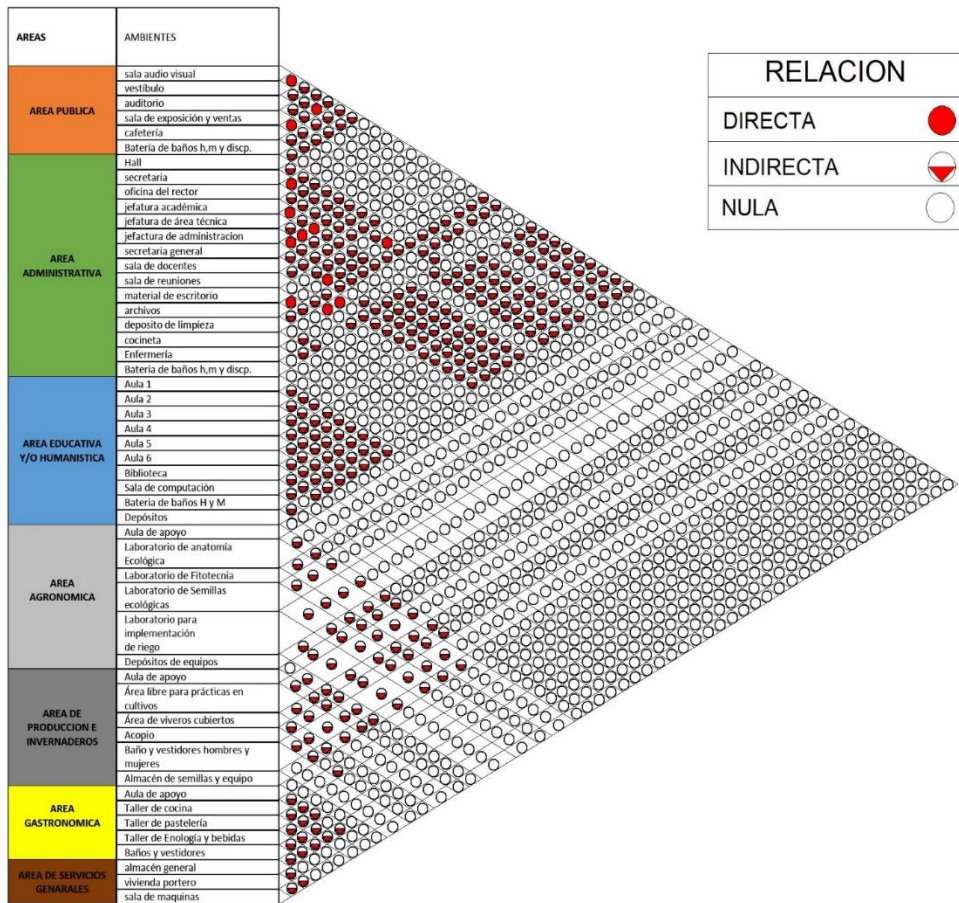 AREAS
AMBIENTES
AREA PUBLICA
sala audio visual
vestíbulo
auditorio
sala de exposición y ventas
cafetería
Batería de baños h,m y discp.
AREA
ADMINISTRATIVA
Hall
secretaria
oficina del rector
jefatura académica
jefatura de área técnica
jefactura de administracion
secretaria general
sala de docentes
sala de reuniones
material de escritorio
archivos
deposito de limpieza
cocineta
Enfermería
Bateria de baños h,m y discp.
AREA EDUCATIVA
Y/O HUMANISTICA
Aula 1
Aula 2
Aula 3
Aula 4
Aula 5
Aula 6
Biblioteca
Sala de computación
Bateria de baños H y M
Depósitos
AREA
AGRONOMICA
Aula de apoyo
Laboratorio de anatomía
Ecológica
Laboratorio de Fitotecnia
Laboratorio de Semillas
ecológicas
Laboratorio para
implementación
de riego
Depósitos de equipos
AREA DE
PRODUCCION E
INVERNADEROS
Aula de apoyo
Área libre para prácticas en
cultivos
Área de viveros cubiertos
Acopio
Baño y vestidores hombres y
mujeres
Almacén de semillas y equipo
AREA
GASTRONOMICA
Aula de apoyo
Taller de cocina
Taller de pastelería
Taller de Enología y bebidas
Baños y vestidores
AREA DE SERVICIOS
GENARALES
almacén general
vivienda portero
sala de maquinas
RELACION
DIRECTA
INDIRECTA
NULA